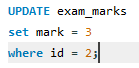 UPDATE exam_marks
set mark = 3
where id = 2;